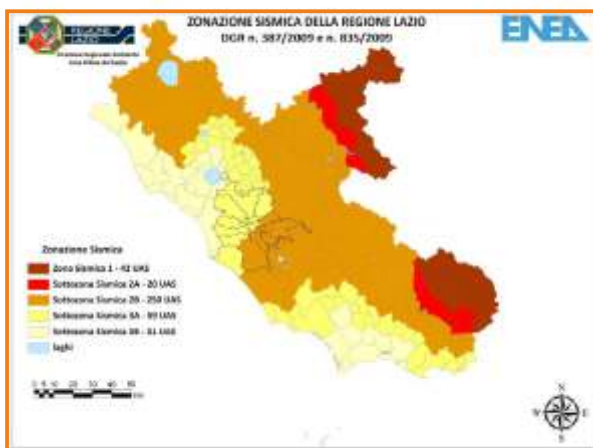 REGIONE
LAZIO
ZONAZIONE SISMICA DELLA REGIONE LAZIO
DGR n. 387/2009 e n. 835/2009
ENEA
Zonazione Sismica
Zona Sismica 1 - 42 UAS
Sottozona Sismica 2A - 20 UAS
Sottozona Sismica 2B - 250 UAS
Sottozona Sismica 3A - 59 UAS
Sottozona Sismica 3B - 31 UAS
laghi
N
W
E
S